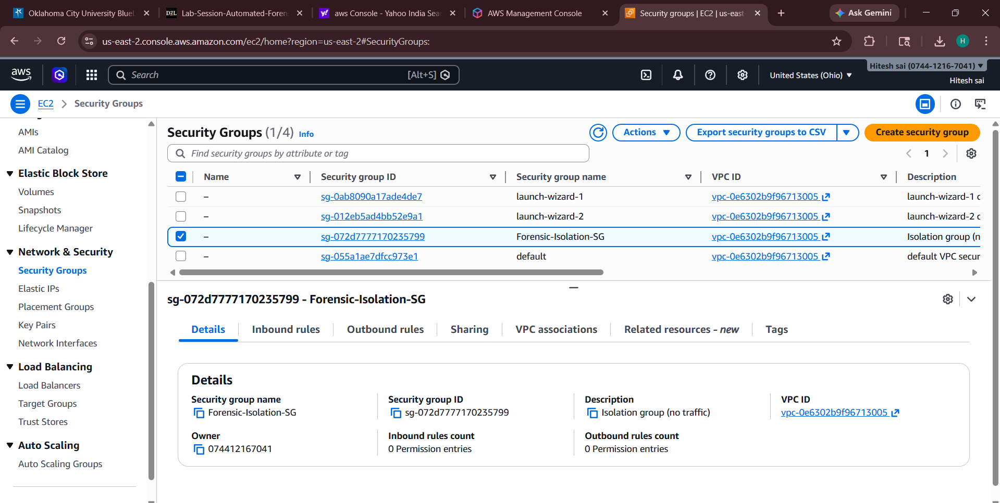 Oklahoma City University Bluel
D2L Lab-Session-Automated-Foren
aws Console - Yahoo India Sea
AWS Management Console
Security groups | EC2 | us-east-
Ask Gemini
us-east-2.console.aws.amazon.com/ec2/home?region=us-east-2#SecurityGroups:
H
aws
Search
[Alt+S]
United States (Ohio)
Hitesh sai (0744-1216-7041)
Hitesh sai
EC2
Security Groups
AMIs
AMI Catalog
Elastic Block Store
Volumes
Snapshots
Lifecycle Manager
Network & Security
Security Groups
Elastic IPs
Placement Groups
Key Pairs
Network Interfaces
Load Balancing
Load Balancers
Target Groups
Trust Stores
Auto Scaling
Auto Scaling Groups
Security Groups (1/4) Info
Actions
Export security groups to CSV
Create security group
Find security groups by attribute or tag
1
Name Security group ID Security group name VPC ID Description
– sg-0ab8090a17ade4de7 launch-wizard-1 vpc-0e6302b9f96713005 launch-wizard-1 c
– sg-012eb5ad4bb52e9a1 launch-wizard-2 vpc-0e6302b9f96713005 launch-wizard-2 c
– sg-072d7777170235799 Forensic-Isolation-SG vpc-0e6302b9f96713005 Isolation group (n
– sg-055a1ae7dfcc973e1 default vpc-0e6302b9f96713005 default VPC secur
sg-072d7777170235799 - Forensic-Isolation-SG
Details Inbound rules Outbound rules Sharing VPC associations Related resources - new Tags
Details
Security group name
Forensic-Isolation-SG
Security group ID
sg-072d7777170235799
Description
Isolation group (no traffic)
VPC ID
vpc-0e6302b9f96713005
Owner
074412167041
Inbound rules count
0 Permission entries
Outbound rules count
0 Permission entries